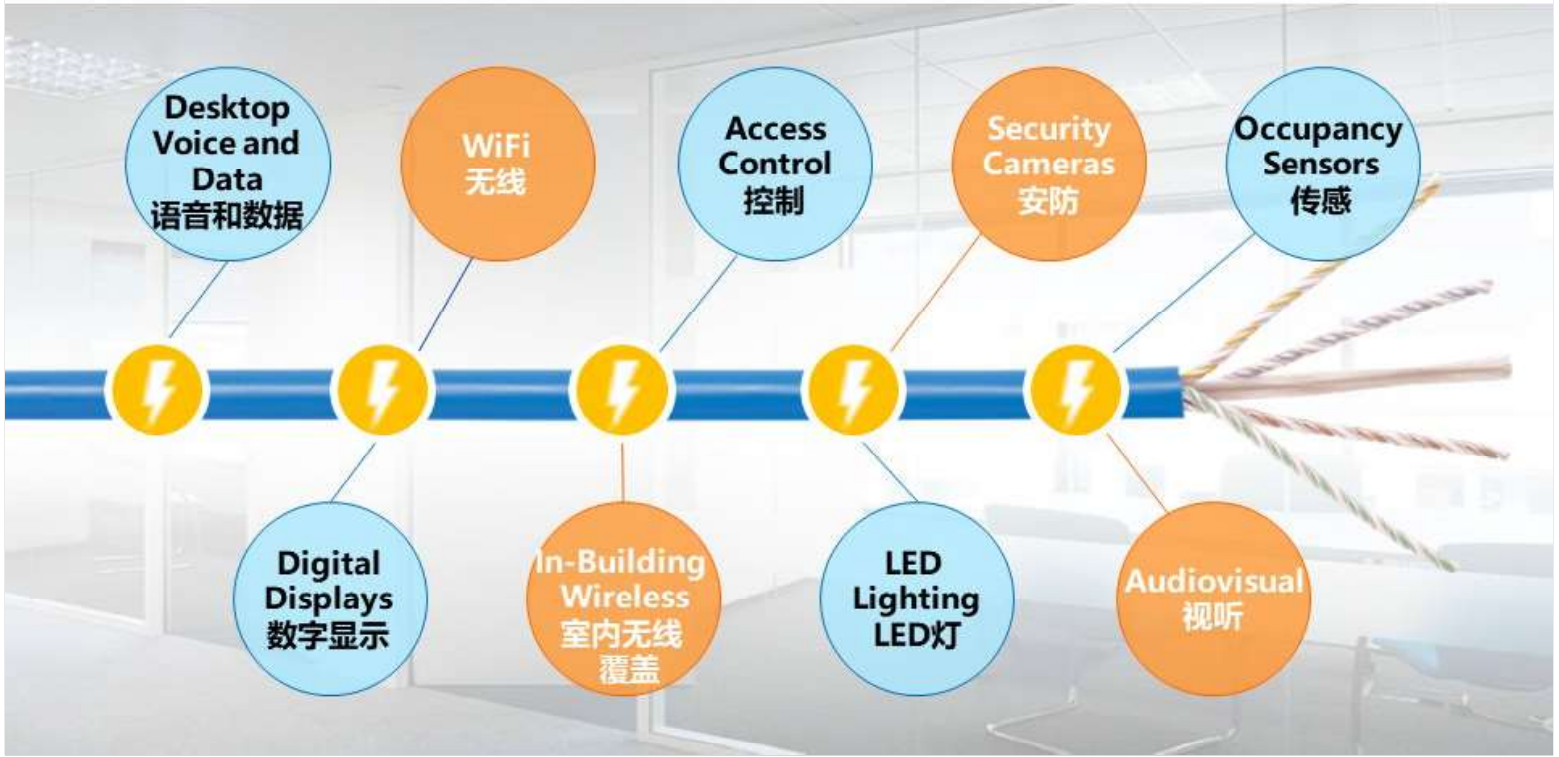 Desktop
Voice and
Data
语音和数据
WiFi
无线
Access
Control
控制
Security
Cameras
安防
Occupancy
Sensors
传感
Digital
Displays
数字显示
In-Building
Wireless
室内无线
覆盖
LED
Lighting
LED灯
Audiovisual
视听